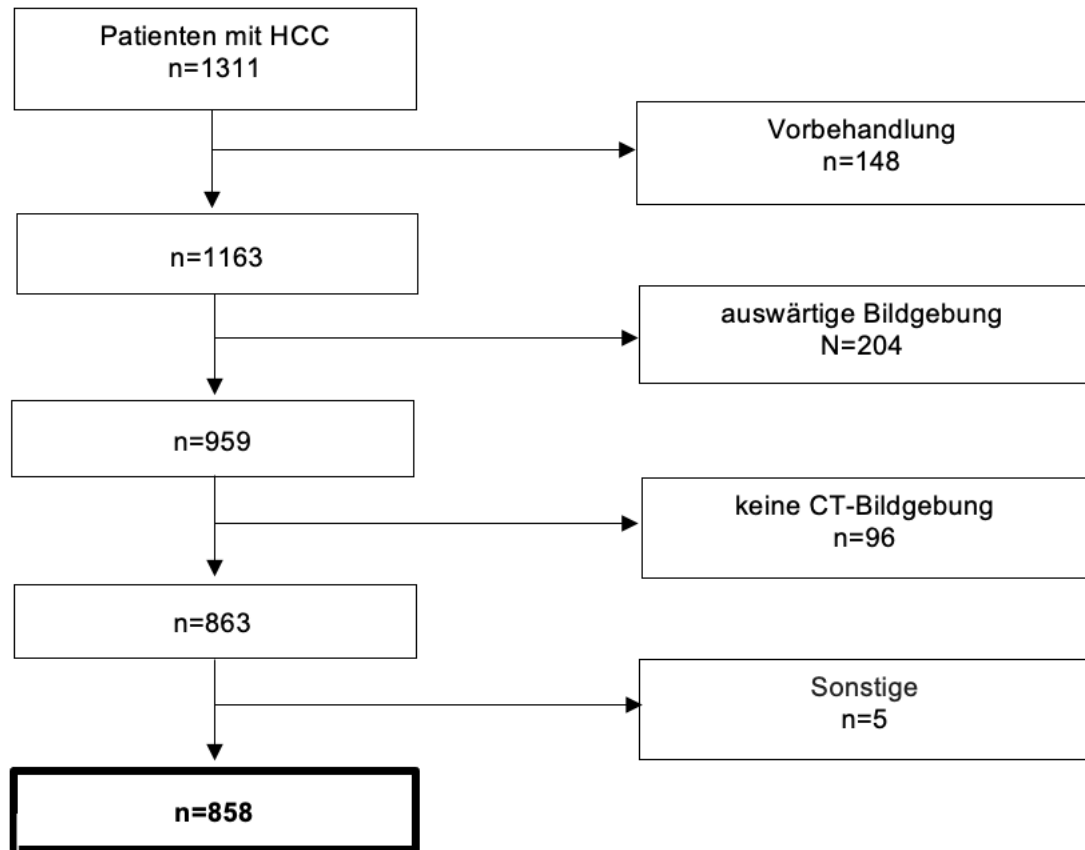 Patienten mit HCC
n=1311
Vorbehandlung
n=148
n=1163
auswärtige Bildgebung
N=204
n=959
keine CT-Bildgebung
n=96
n=863
Sonstige
n=5
n=858